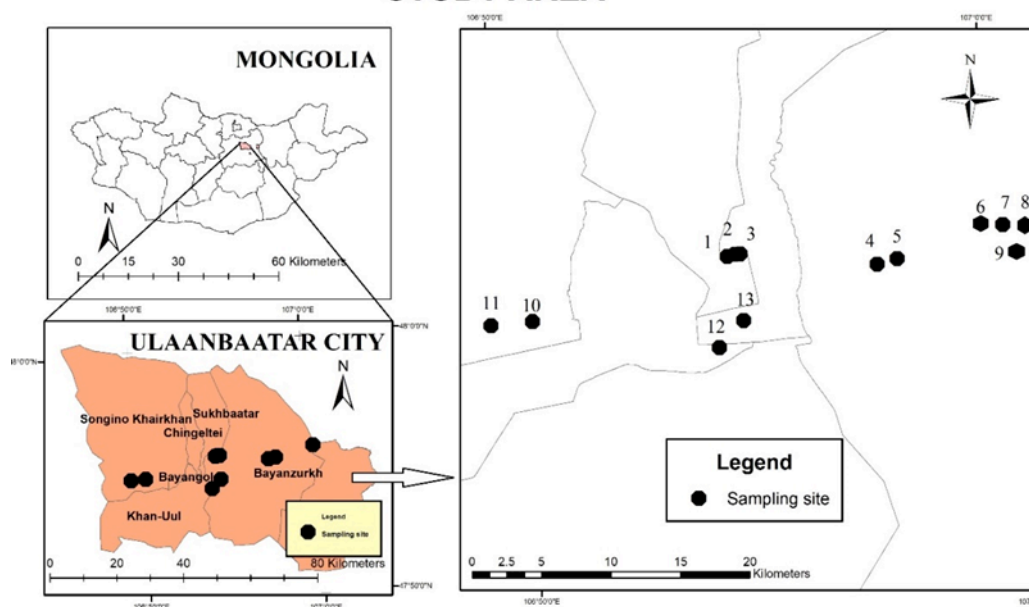 MONGOLIA
N
0 15 30 60 Kilometers
106°50'0"E 107°0'0"E
ULAANBAATAR CITY
N
Songino Khairkhan
Sukhbaatar
Chingeltei
Bayangol
Bayanzurkh
Khan-Uul
Legend
Sampling site
0 20 40 80 Kilometers
47°50'0"N
107°0'0"E
106°50'0"E 107°0'0"E
N
6 7 8
1 2 3
4 5
9
11 10
13
12
Legend
Sampling site
0 2.5 5 10 15 20
Kilometers
106°50'0"E